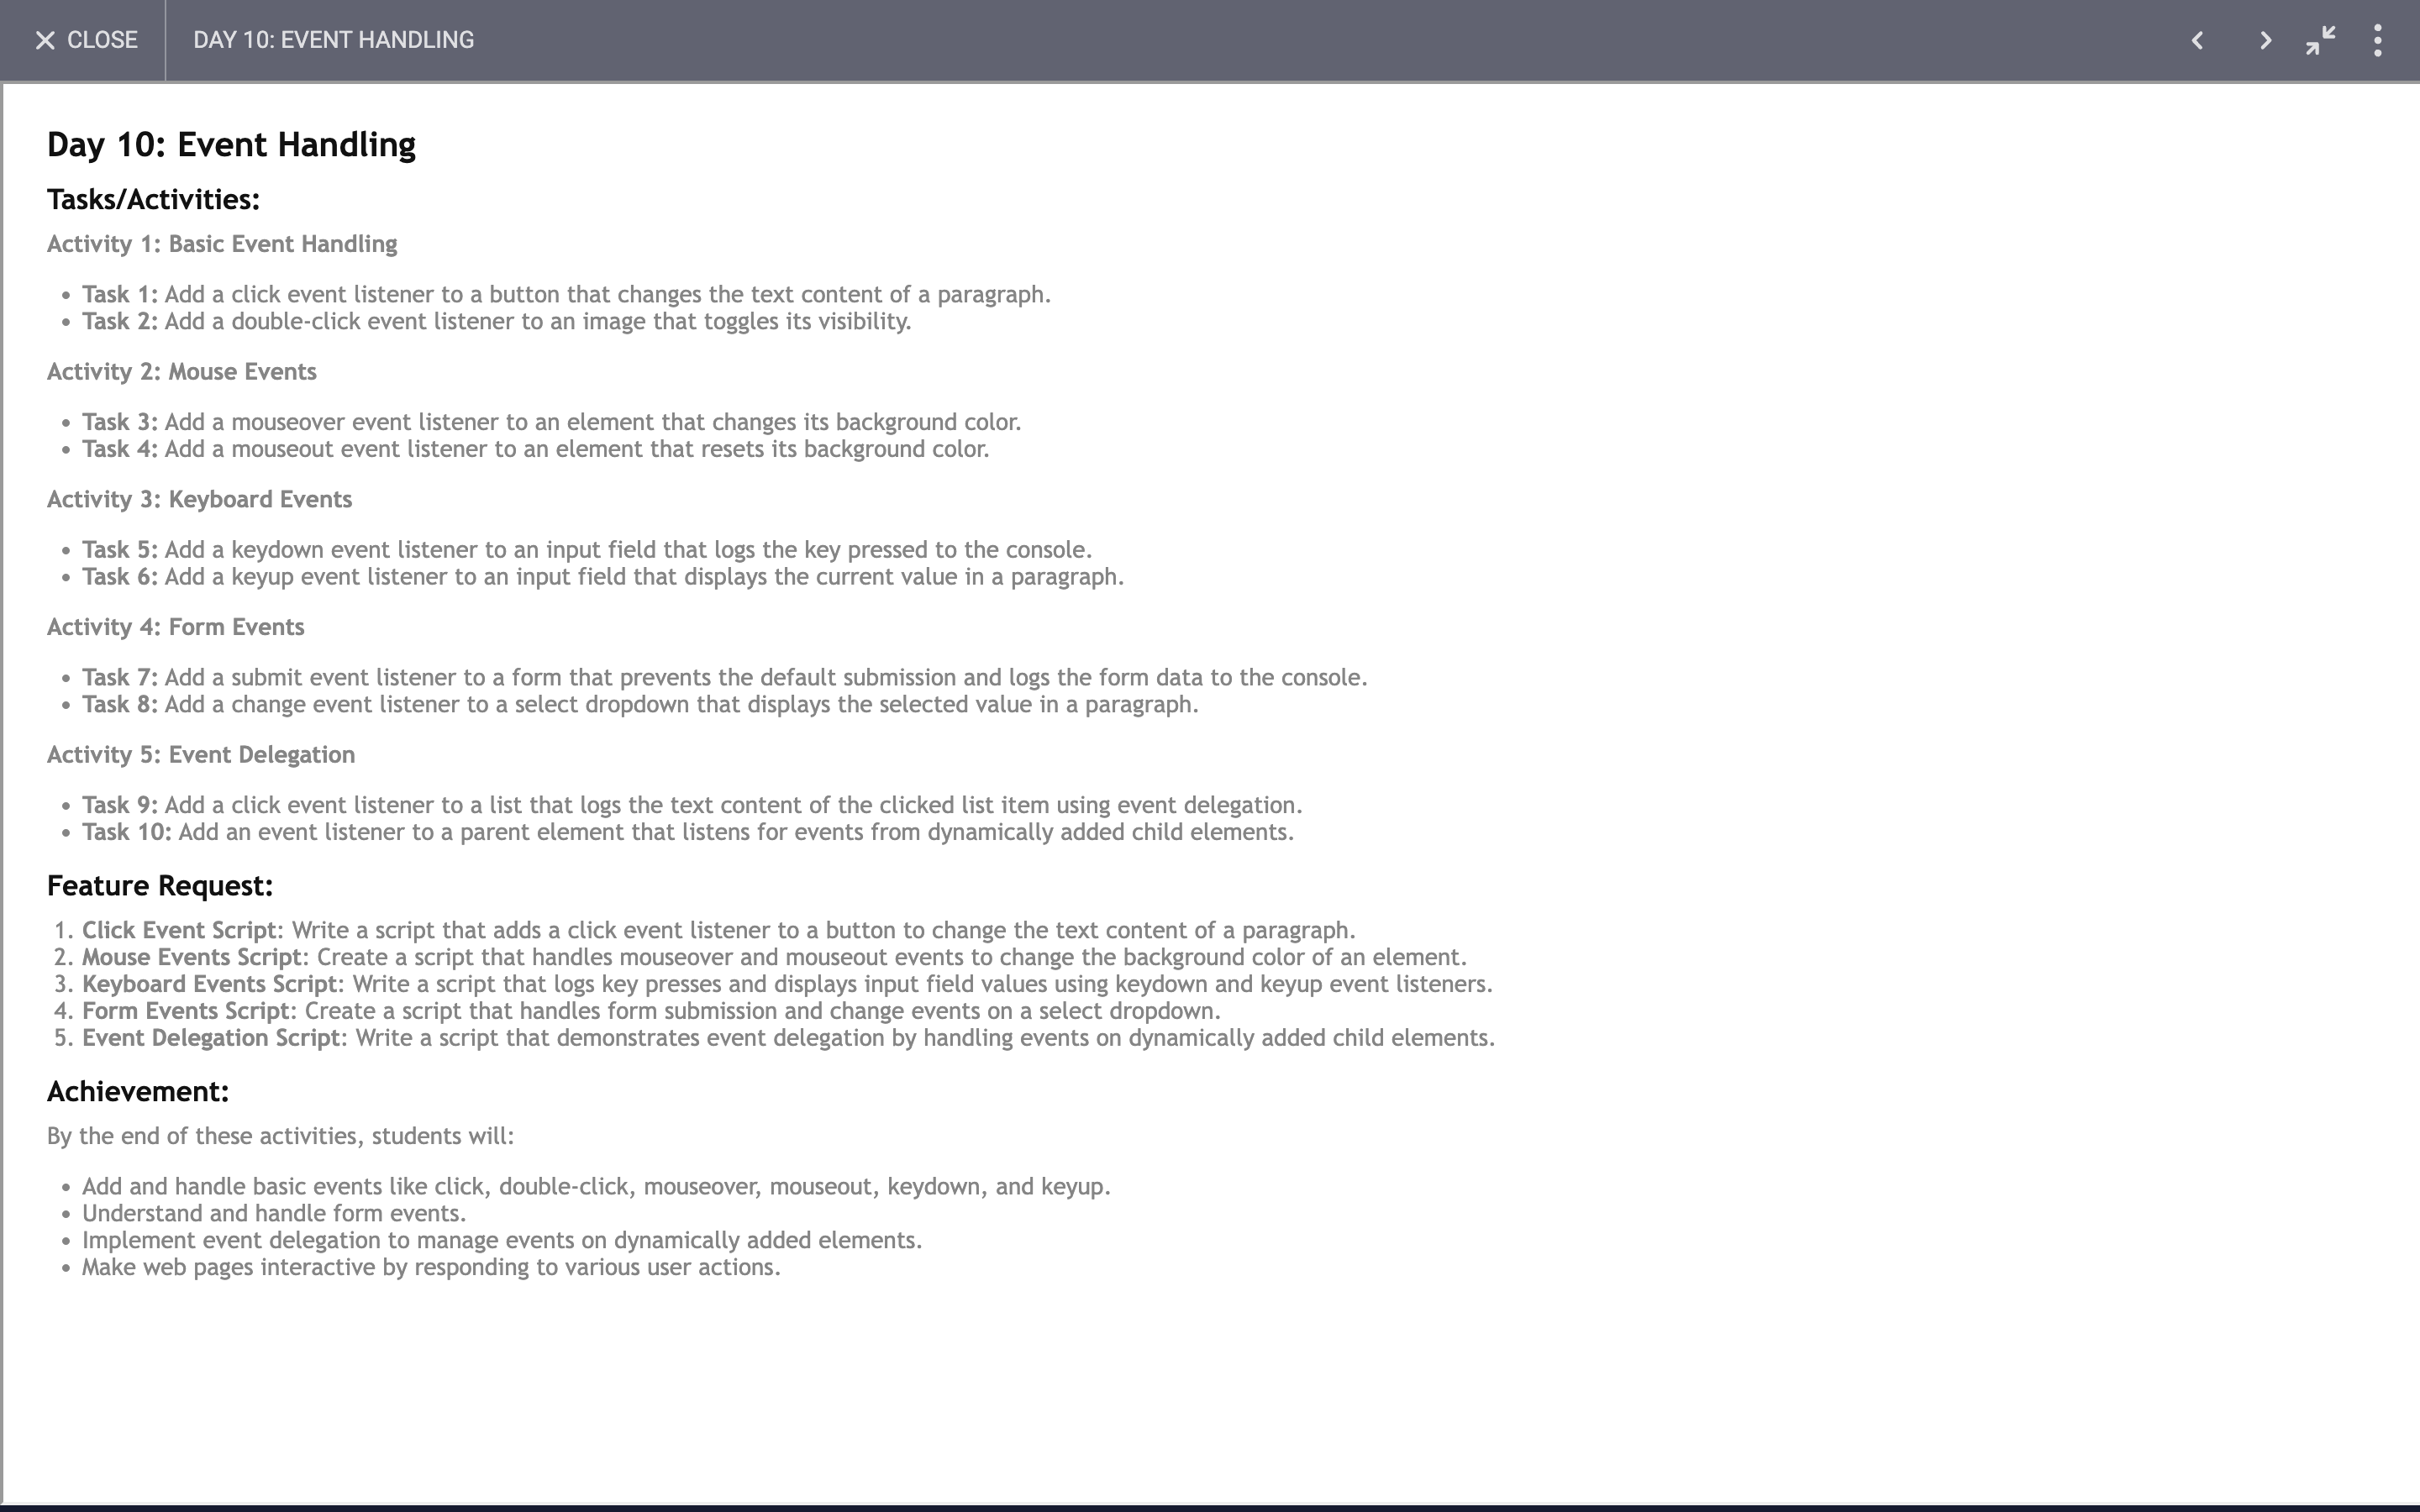 CLOSE
DAY 10: EVENT HANDLING
Day 10: Event Handling
Tasks/Activities:
Activity 1: Basic Event Handling
• Task 1: Add a click event listener to a button that changes the text content of a paragraph.
• Task 2: Add a double-click event listener to an image that toggles its visibility.
Activity 2: Mouse Events
• Task 3: Add a mouseover event listener to an element that changes its background color.
• Task 4: Add a mouseout event listener to an element that resets its background color.
Activity 3: Keyboard Events
• Task 5: Add a keydown event listener to an input field that logs the key pressed to the console.
• Task 6: Add a keyup event listener to an input field that displays the current value in a paragraph.
Activity 4: Form Events
• Task 7: Add a submit event listener to a form that prevents the default submission and logs the form data to the console.
• Task 8: Add a change event listener to a select dropdown that displays the selected value in a paragraph.
Activity 5: Event Delegation
• Task 9: Add a click event listener to a list that logs the text content of the clicked list item using event delegation.
• Task 10: Add an event listener to a parent element that listens for events from dynamically added child elements.
Feature Request:
1. Click Event Script: Write a script that adds a click event listener to a button to change the text content of a paragraph.
2. Mouse Events Script: Create a script that handles mouseover and mouseout events to change the background color of an element.
3. Keyboard Events Script: Write a script that logs key presses and displays input field values using keydown and keyup event listeners.
4. Form Events Script: Create a script that handles form submission and change events on a select dropdown.
5. Event Delegation Script: Write a script that demonstrates event delegation by handling events on dynamically added child elements.
Achievement:
By the end of these activities, students will:
• Add and handle basic events like click, double-click, mouseover, mouseout, keydown, and keyup.
• Understand and handle form events.
• Implement event delegation to manage events on dynamically added elements.
• Make web pages interactive by responding to various user actions.